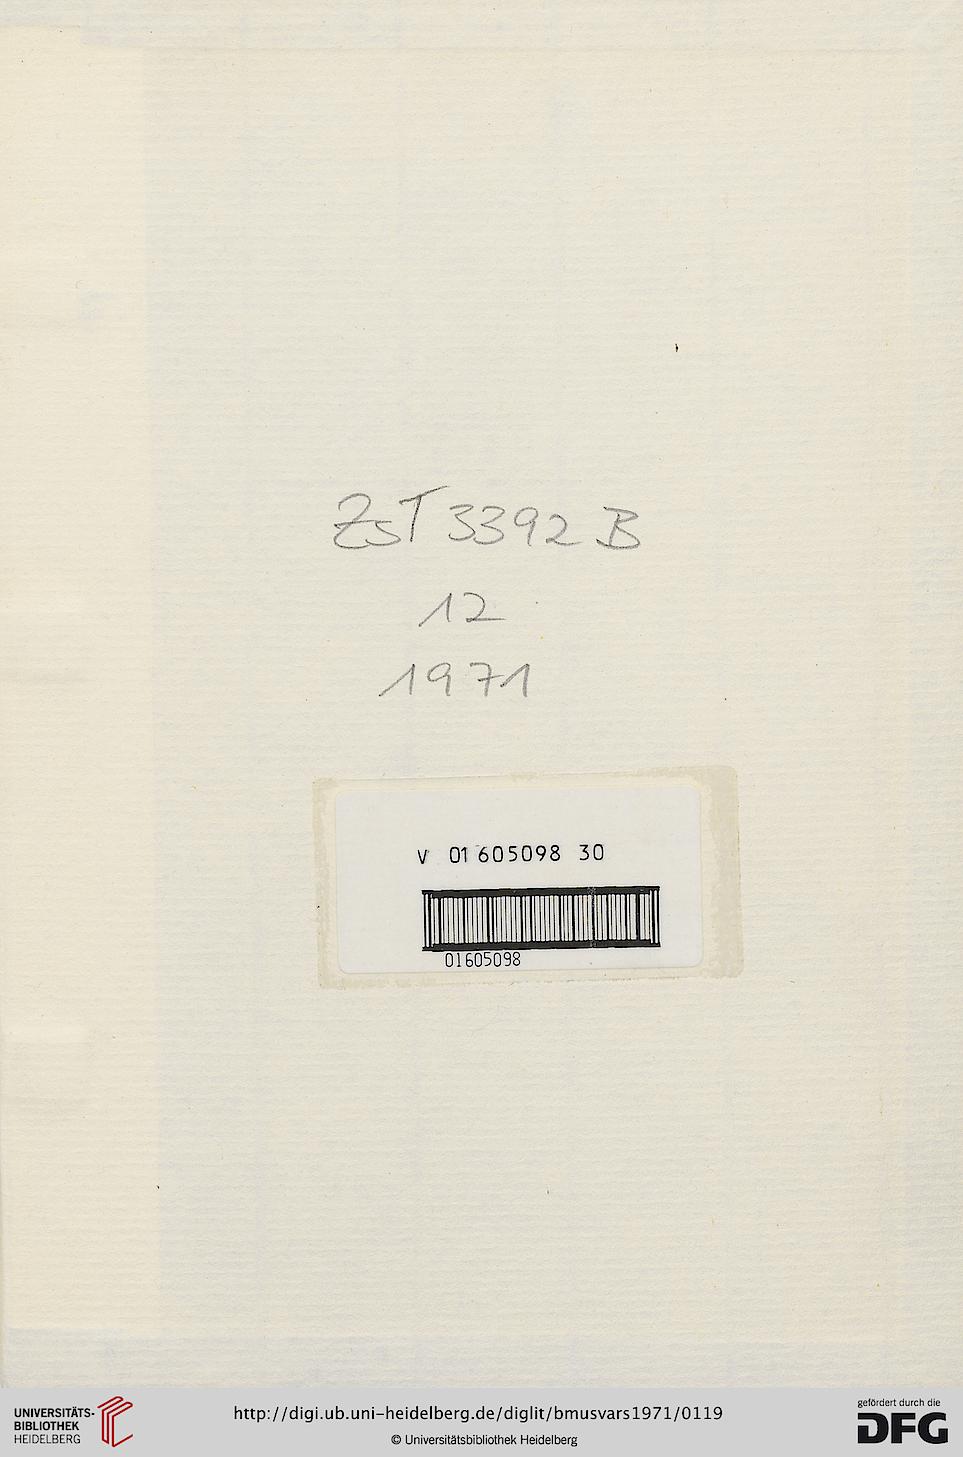 ZsT 3392 B
12
1971
V 01 605098 30
01605098
UNIVERSITÄTS-
BIBLIOTHEK
HEIDELBERG
http://digi.ub.uni-heidelberg.de/diglit/bmusvars1971/0119
© Universitätsbibliothek Heidelberg
gefördert durch die
DFG